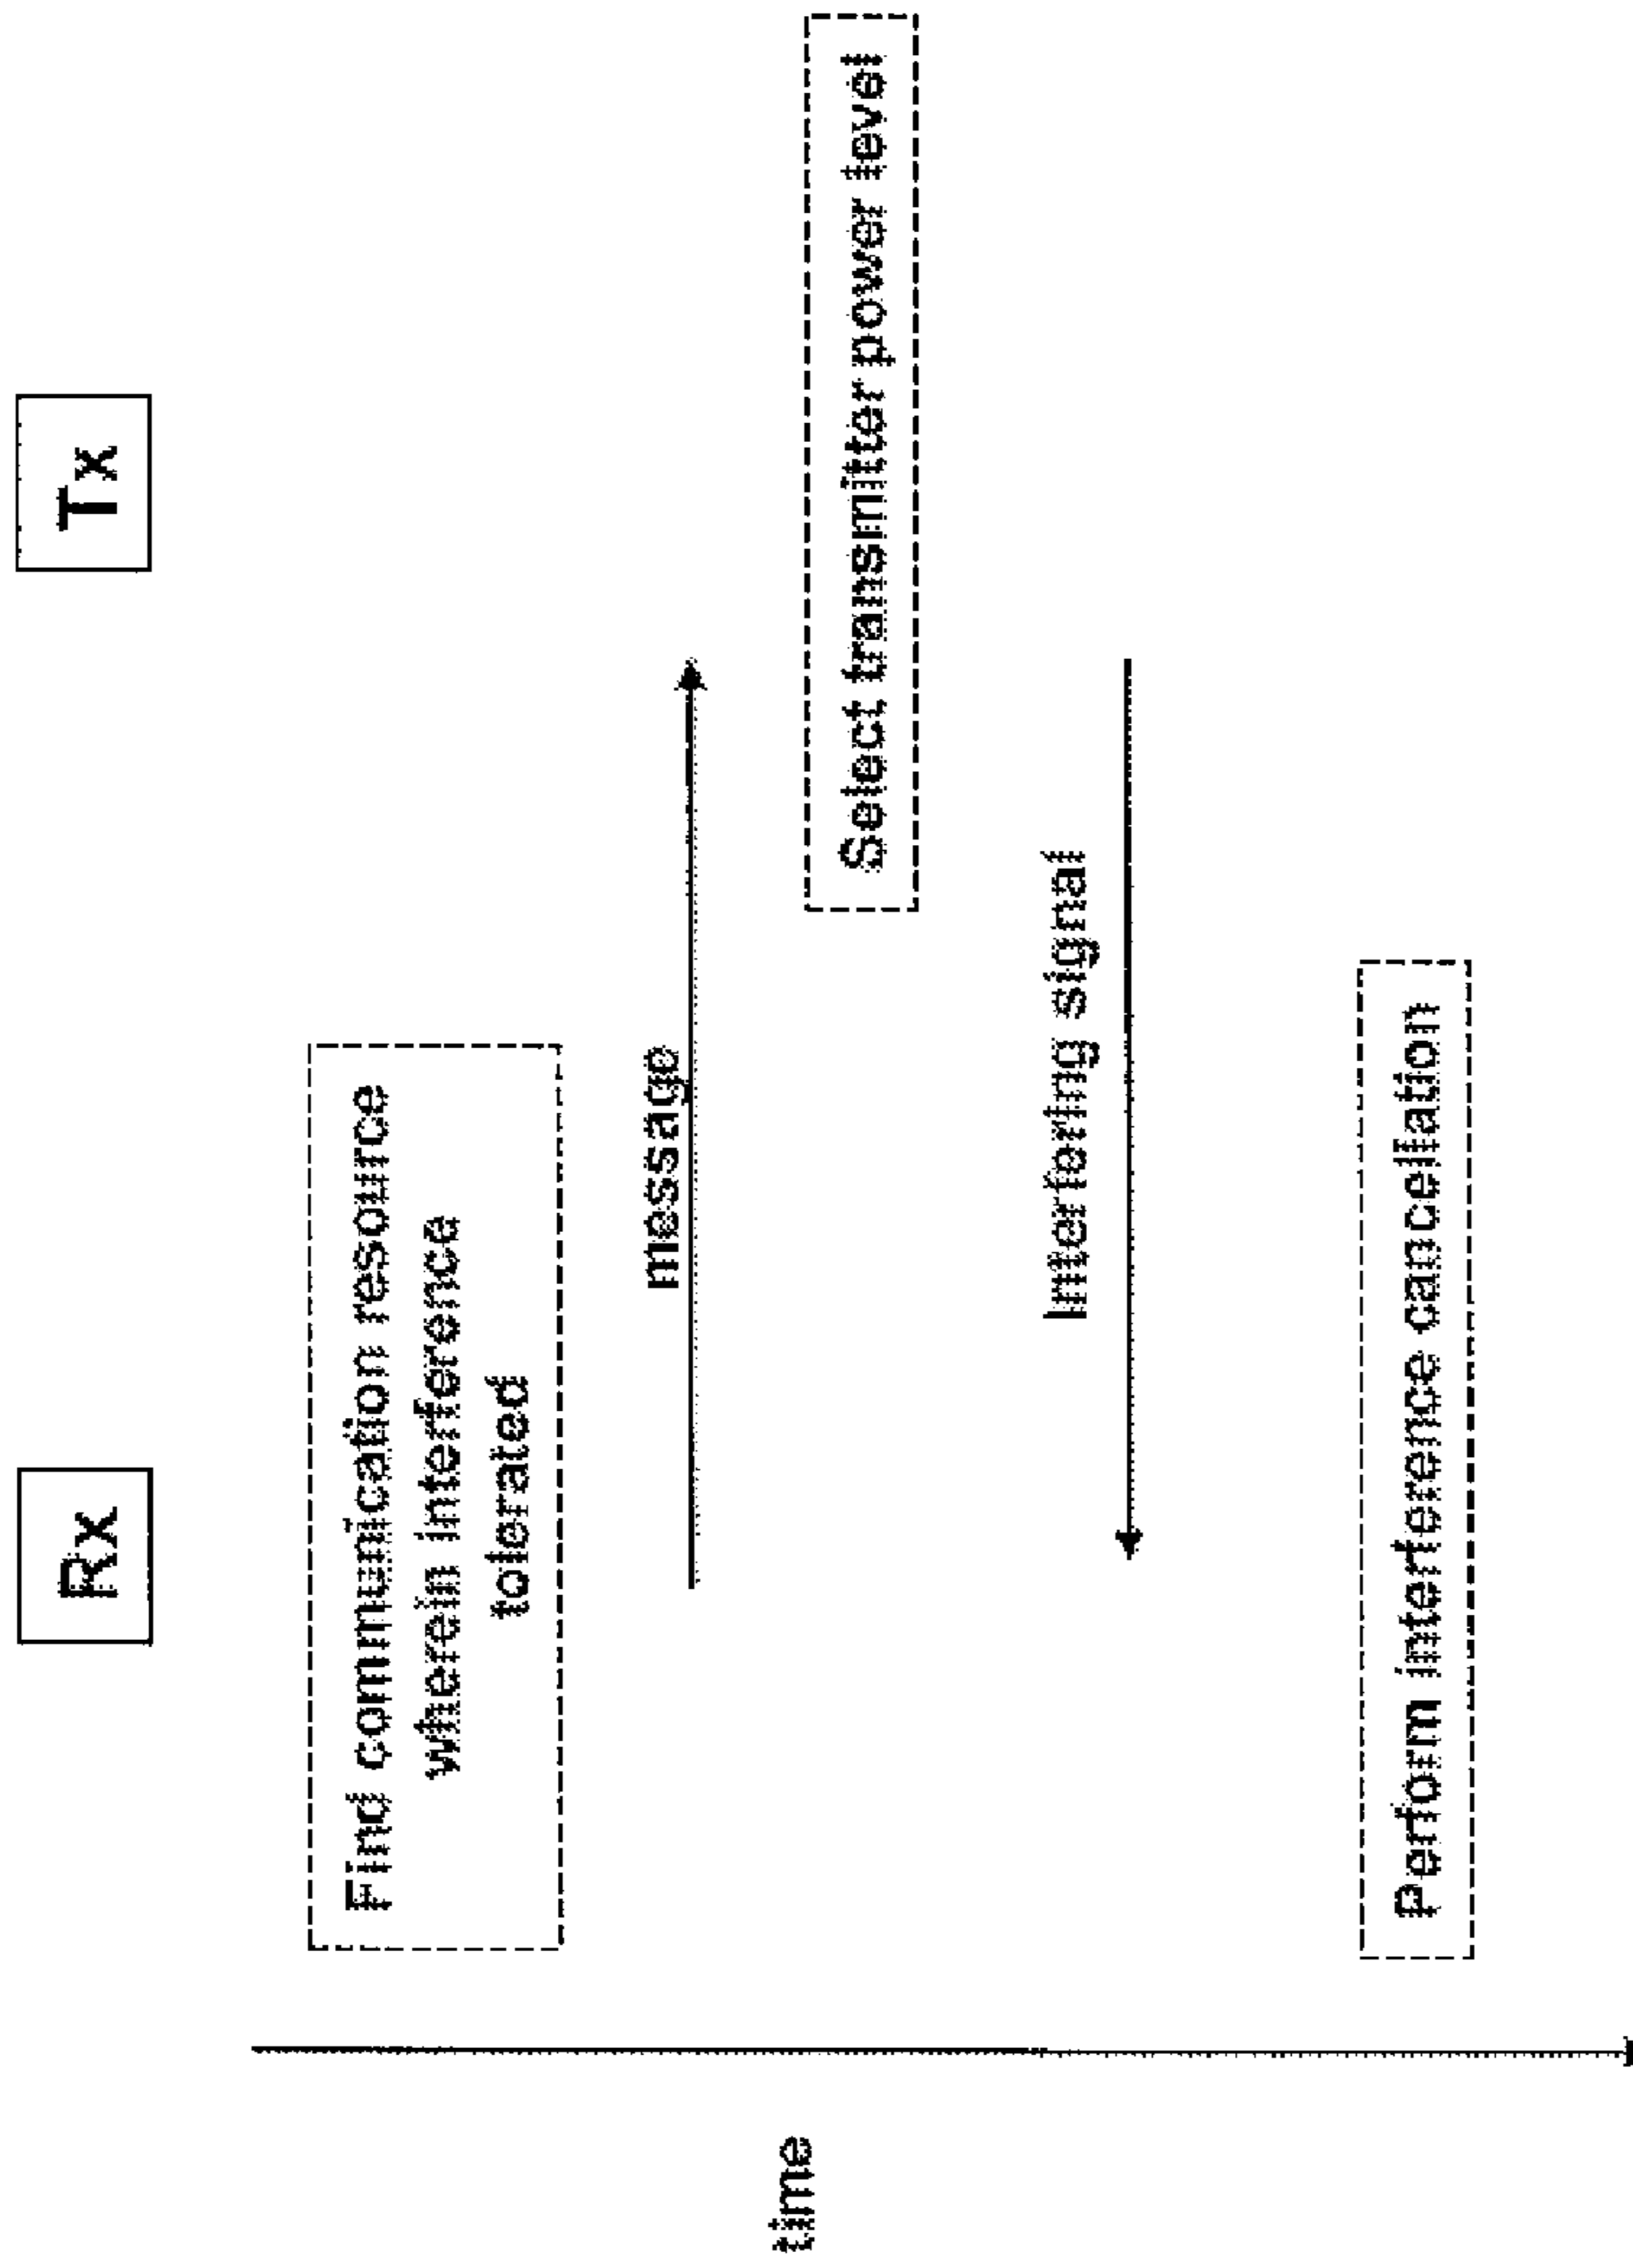 Rx
Tx
Find communication resource
wherein interference
tolerated
message
Select transmitter power level
time
Interfering signal
Perform interference cancellation